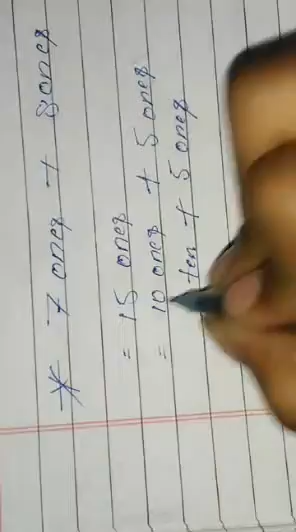 * 7 ones + 8 ones
= 15 ones
= 10 ones + 5 ones
ten + 5 ones